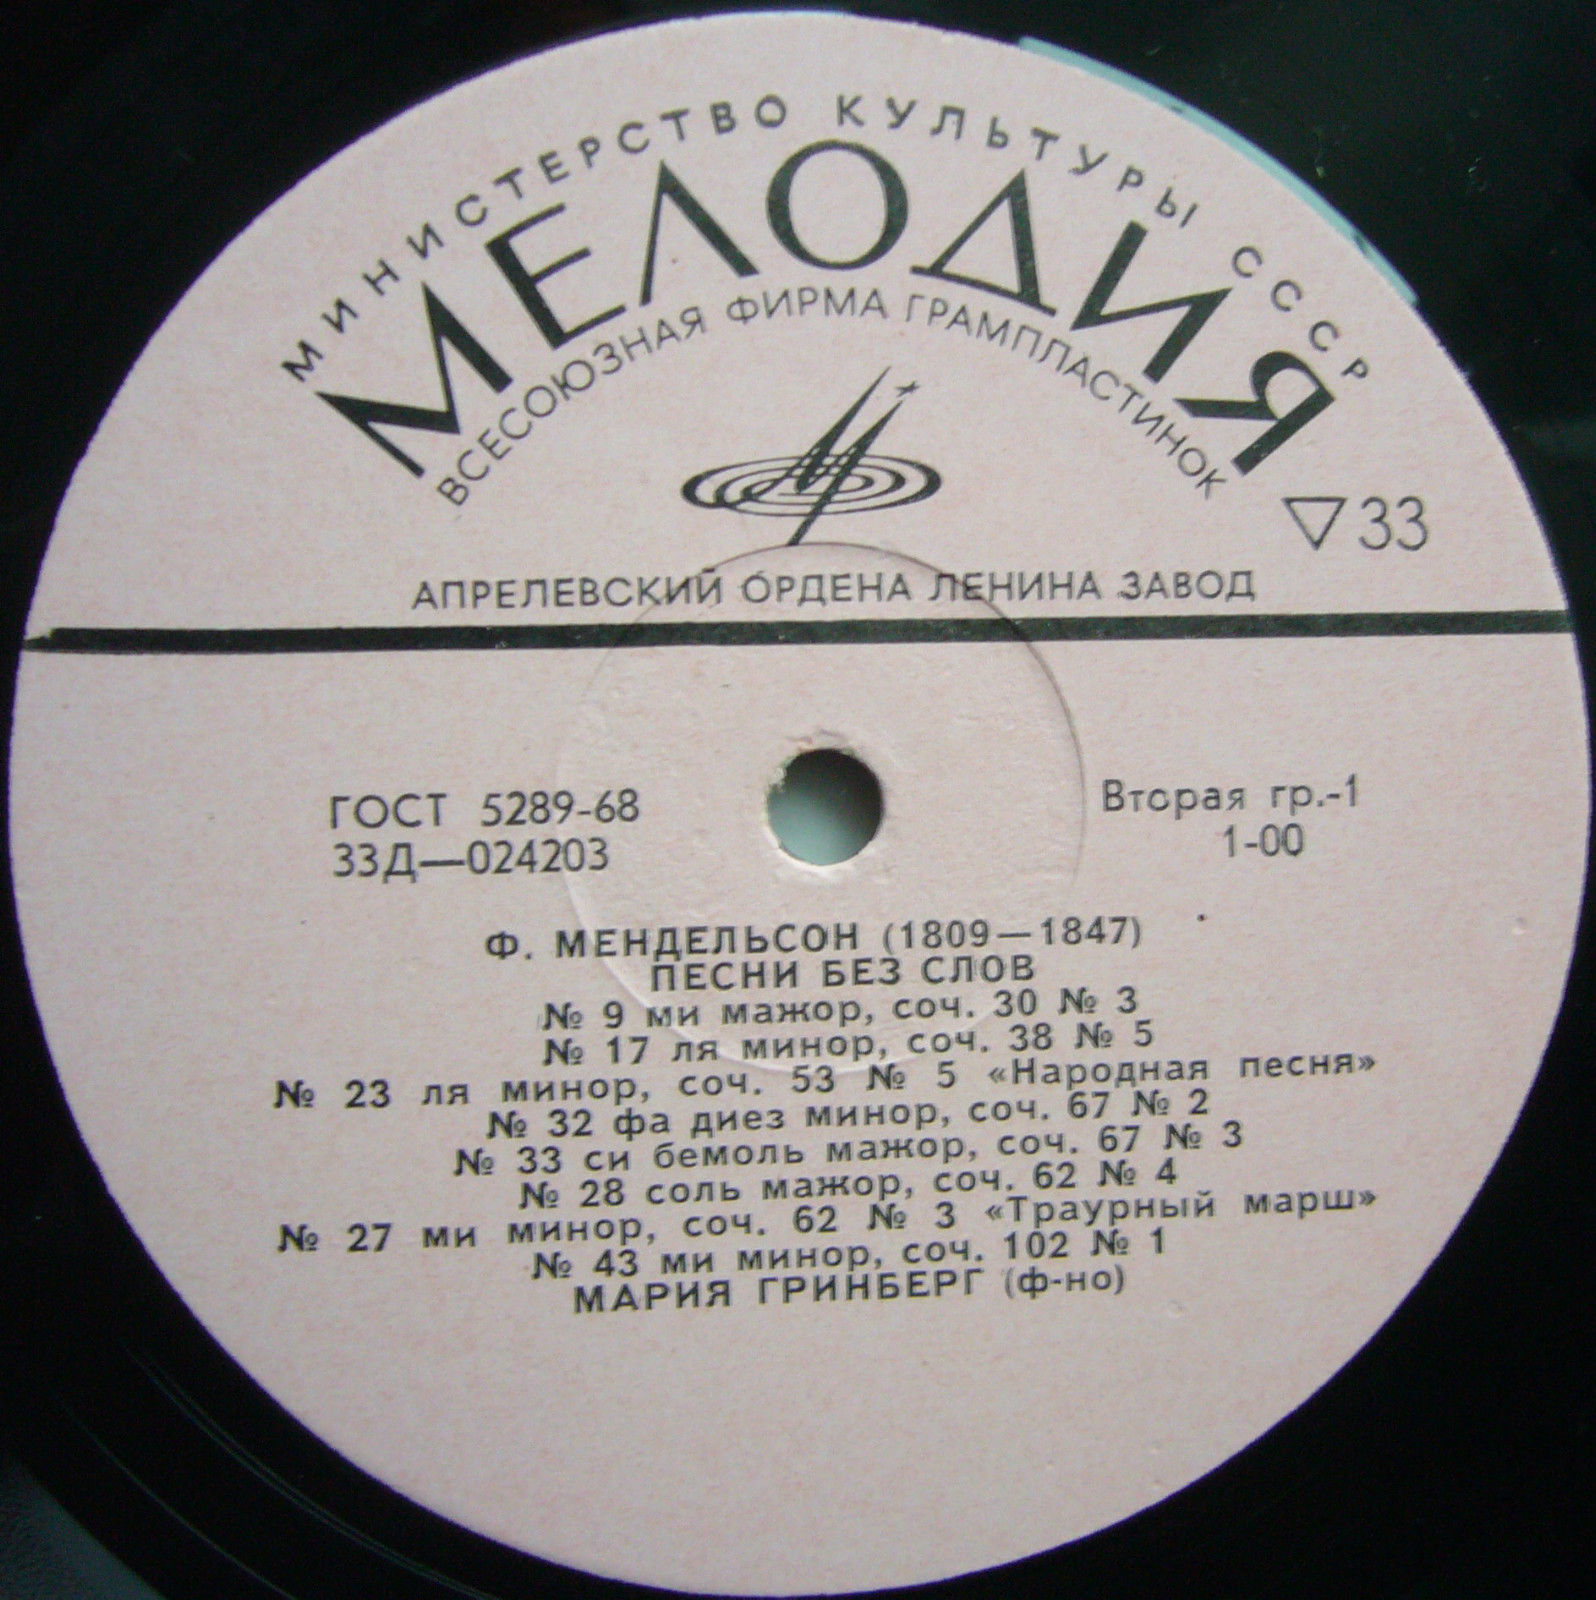 МИНИСТЕРСТВО КУЛЬТУРЫ СССР
МЕЛОДИЯ
ВСЕСОЮЗНАЯ ФИРМА ГРАМПЛАСТИНОК
33
АПРЕЛЕВСКИЙ ОРДЕНА ЛЕНИНА ЗАВОД
ГОСТ 5289-68
33Д—024203
Вторая гр.-1
1-00
Ф. МЕНДЕЛЬСОН (1809—1847)
ПЕСНИ БЕЗ СЛОВ
№ 9 ми мажор, соч. 30 № 3
№ 17 ля минор, соч. 38 № 5
№ 23 ля минор, соч. 53 № 5 «Народная песня»
№ 32 фа диез минор, соч. 67 № 2
№ 33 си бемоль мажор, соч. 67 № 3
№ 28 соль мажор, соч. 62 № 4
№ 27 ми минор, соч. 62 № 3 «Траурный марш»
№ 43 ми минор, соч. 102 № 1
МАРИЯ ГРИНБЕРГ (ф-но)